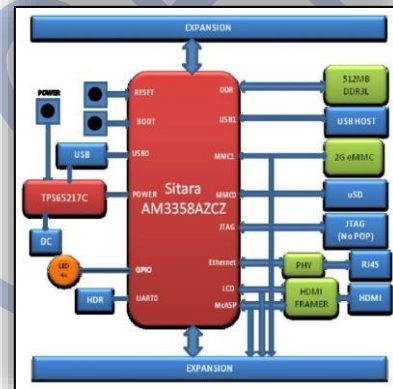 EXPANSION
POWER
RESET
BOOT
USB
USB0
TPS65217C
POWER
DC
LED
4x
GPIO
HDR
UART0
Sitara
AM3358AZCZ
DDR
512MB
DDR3L
USB1
USB HOST
MMC1
2G eMMC
MMC0
uSD
JTAG
JTAG
(No POP)
Ethernet
PHY
RJ45
LCD
McASP
HDMI
FRAMER
HDMI
EXPANSION